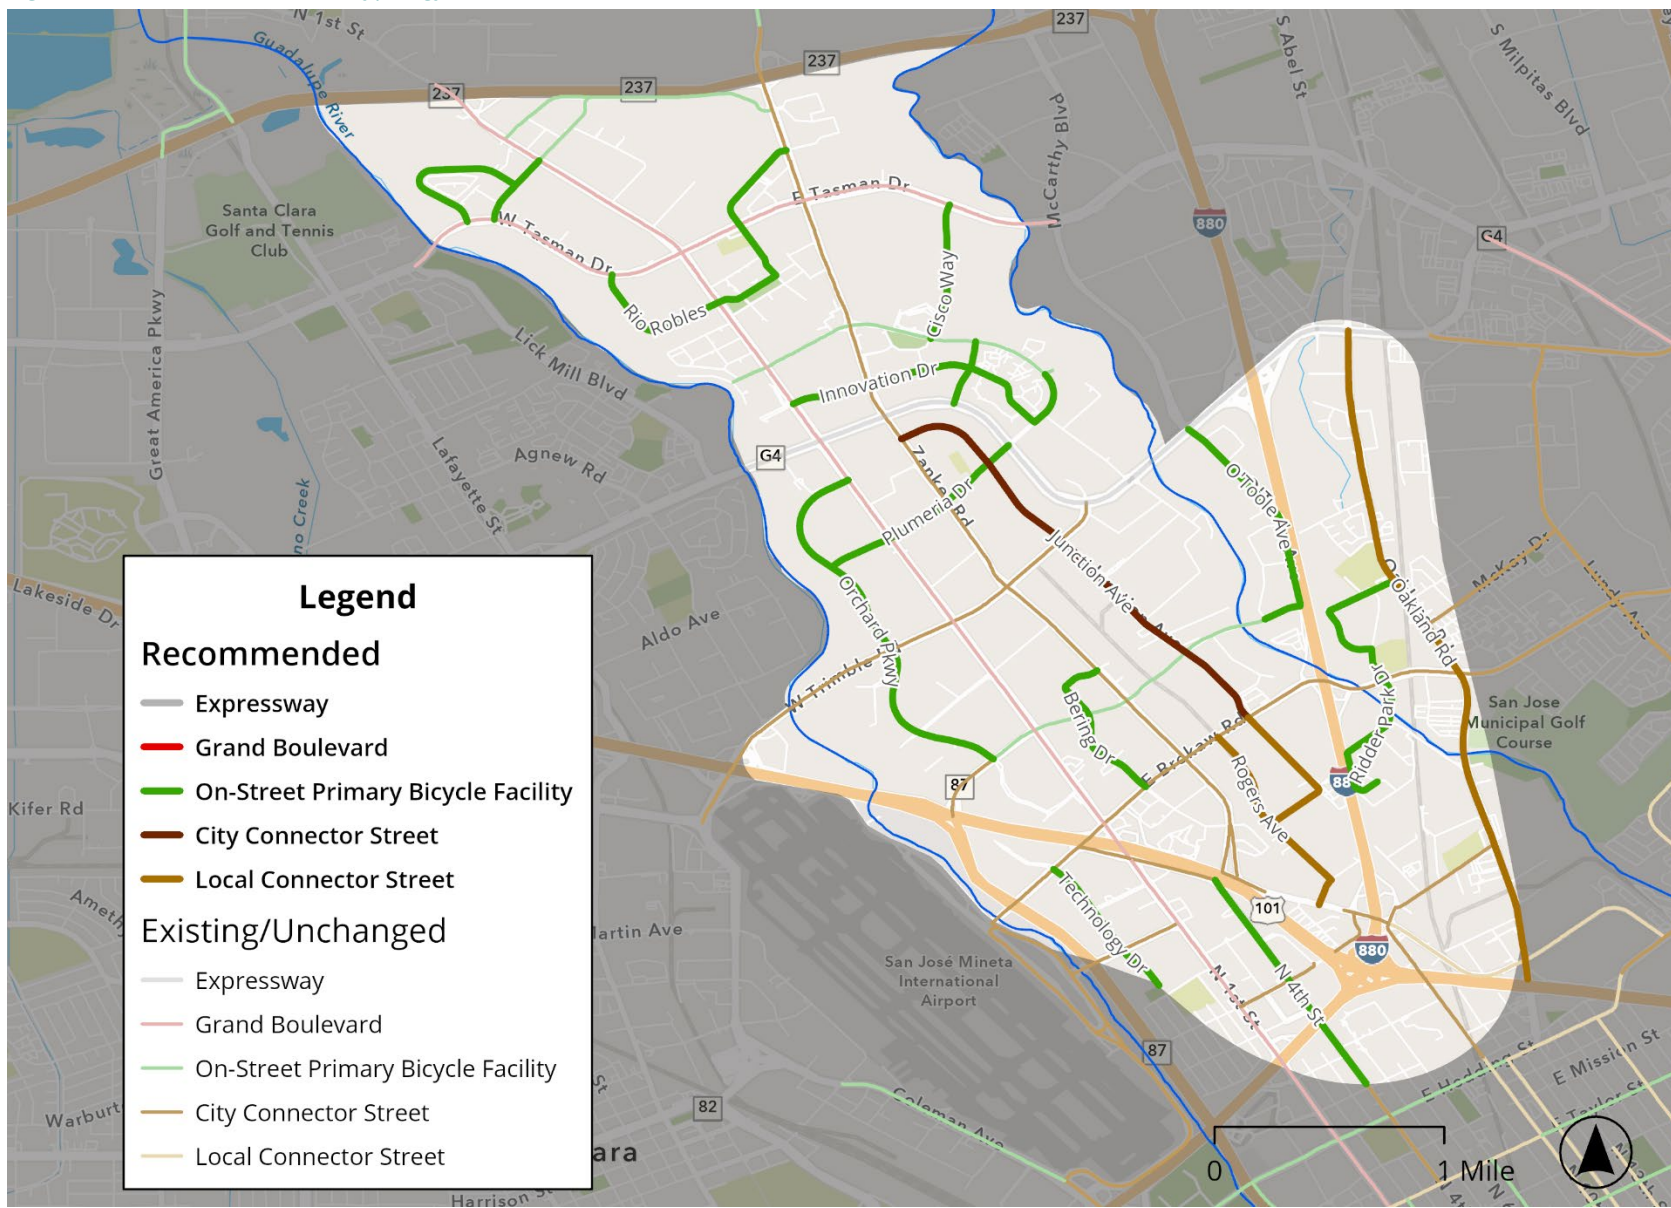 N 1st St
Guadalupe
River
237
237
237
237
S Abel St
S Milpitas Blvd
McCarthy Blvd
Santa Clara
Golf and Tennis
Club
W Tasman Dr
E Tasman Dr
880
G4
Cisco Way
Rio Robles
Great America Pkwy
Lick Mill Blvd
Innovation Dr
Lafayette St
Agnew Rd
G4
Zanker Rd
Plumeria Dr
O'Toole Ave
Junction Ave
McKay Dr
Lundy Ave
Oakland Rd
Lakeside Dr
Aldo Ave
Orchard Pkwy
N Trimble
Ridder Park Dr
San Jose
Municipal Golf
Course
Bering Dr
E Brokaw Rd
Rogers Ave
87
880
Kifer Rd
Technology Dr
101
880
Martin Ave
San José Mineta
International
Airport
N 1st St
N 4th St
87
E Hedding St
E Mission St
E Taylor St
Coleman Ave
82
Harrison St
Legend
Recommended
Expressway
Grand Boulevard
On-Street Primary Bicycle Facility
City Connector Street
Local Connector Street
Existing/Unchanged
Expressway
Grand Boulevard
On-Street Primary Bicycle Facility
City Connector Street
Local Connector Street
0
1 Mile